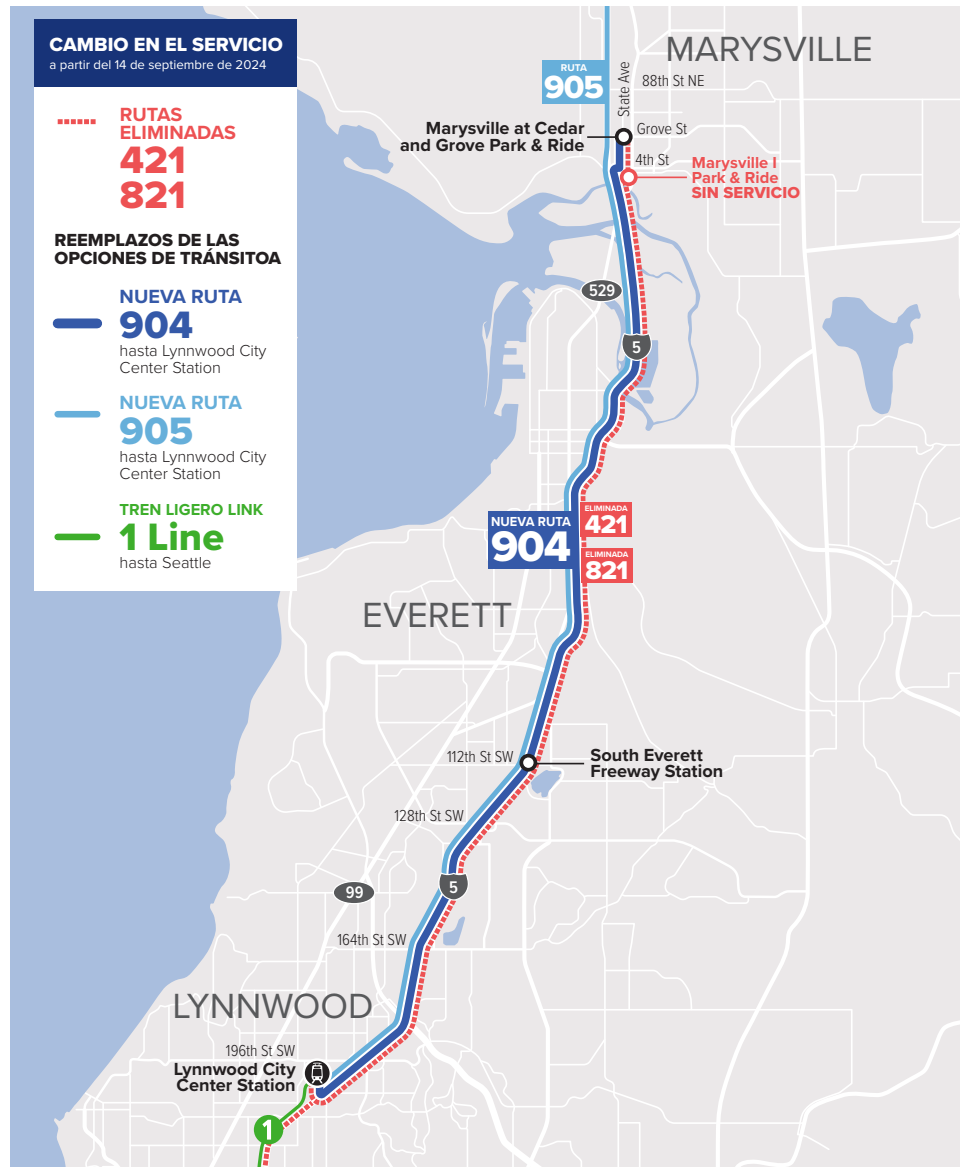 CAMBIO EN EL SERVICIO
a partir del 14 de septiembre de 2024
RUTAS
ELIMINADAS
421
821
REEMPLAZOS DE LAS
OPCIONES DE TRÁNSITOA
NUEVA RUTA
904
hasta Lynnwood City
Center Station
NUEVA RUTA
905
hasta Lynnwood City
Center Station
TREN LIGERO LINK
1 Line
hasta Seattle
MARYSVILLE
RUTA
905
State Ave
88th St NE
Marysville at Cedar
and Grove Park & Ride
Grove St
4th St
Marysville I
Park & Ride
SIN SERVICIO
529
5
NUEVA RUTA
904
ELIMINADA
421
ELIMINADA
821
EVERETT
112th St SW
South Everett
Freeway Station
128th St SW
5
99
164th St SW
LYNNWOOD
196th St SW
Lynnwood City
Center Station
1